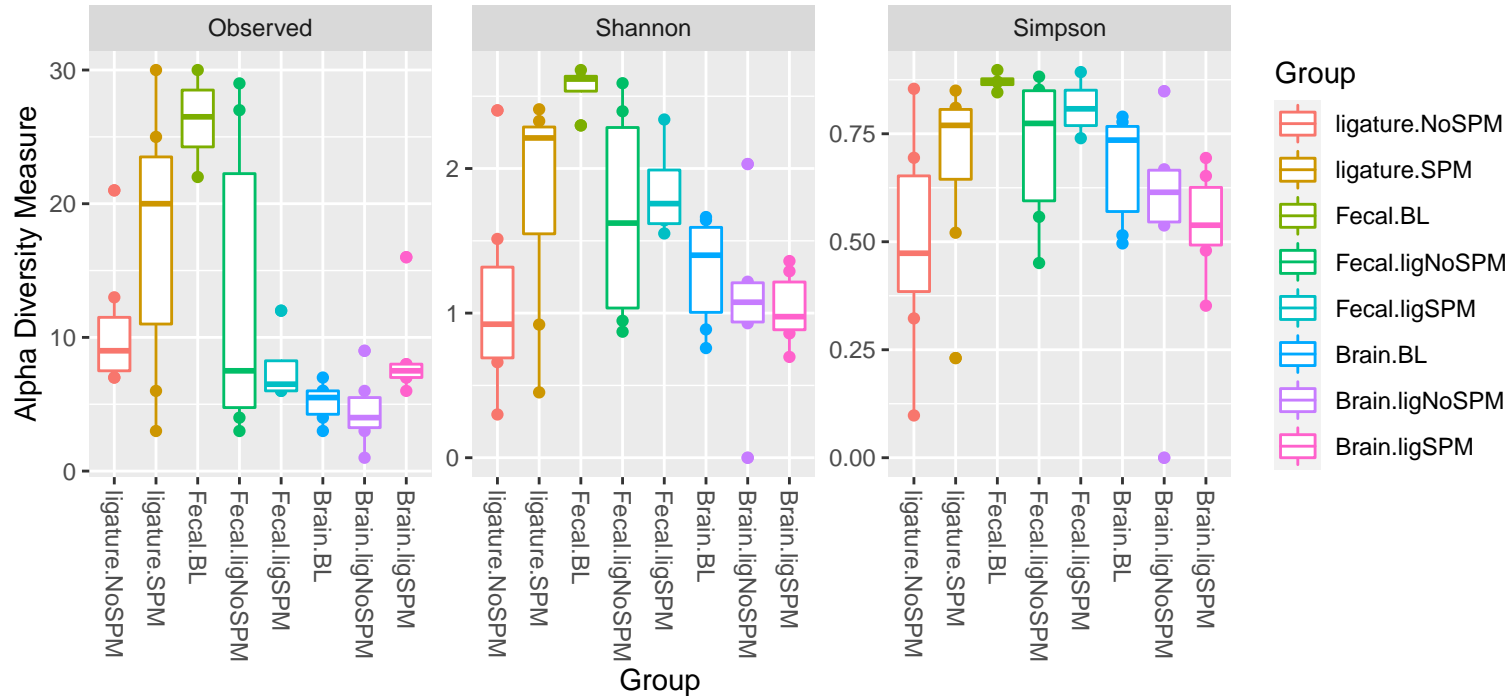 Observed
Shannon
Simpson
Alpha Diversity Measure
30
20
10
0
2
1
0
0.75
0.50
0.25
0.00
ligature.NoSPM
ligature.SPM
Fecal.BL
Fecal.ligNoSPM
Fecal.ligSPM
Brain.BL
Brain.ligNoSPM
Brain.ligSPM
ligature.NoSPM
ligature.SPM
Fecal.BL
Fecal.ligNoSPM
Fecal.ligSPM
Brain.BL
Brain.ligNoSPM
Brain.ligSPM
ligature.NoSPM
ligature.SPM
Fecal.BL
Fecal.ligNoSPM
Fecal.ligSPM
Brain.BL
Brain.ligNoSPM
Brain.ligSPM
Group
Group
ligature.NoSPM
ligature.SPM
Fecal.BL
Fecal.ligNoSPM
Fecal.ligSPM
Brain.BL
Brain.ligNoSPM
Brain.ligSPM